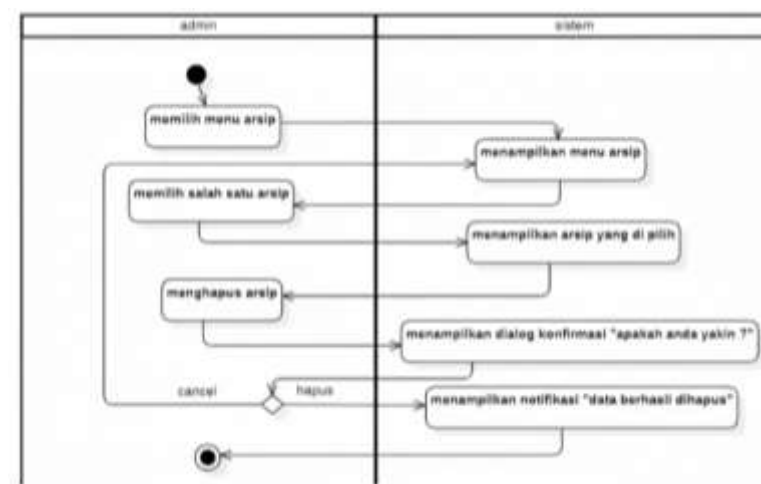 admin
sistem
memilih menu arsip
menampilkan menu arsip
memilih salah satu arsip
menampilkan arsip yang di pilih
menghapus arsip
menampilkan dialog konfirmasi "apakah anda yakin ?"
cancel
hapus
menampilkan notifikasi "data berhasil dihapus"